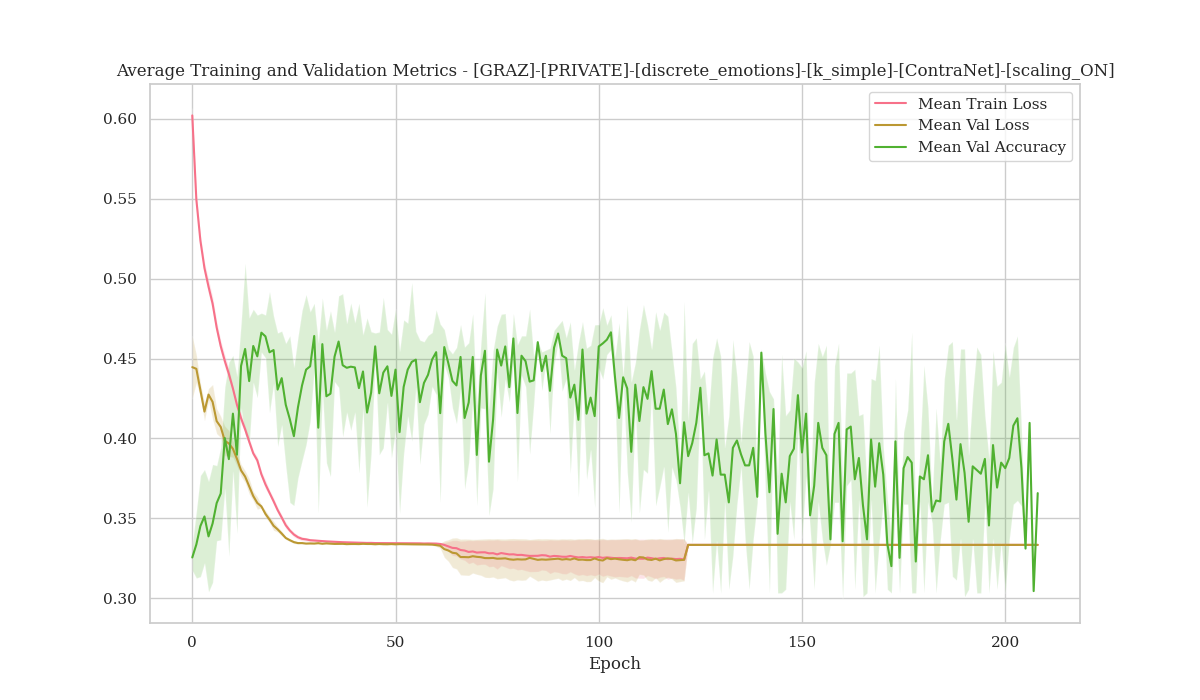 Average Training and Validation Metrics - [GRAZ]-[PRIVATE]-[discrete_emotions]-[k_simple]-[ContraNet]-[scaling_ON]
Mean Train Loss
Mean Val Loss
Mean Val Accuracy
0.60
0.55
0.50
0.45
0.40
0.35
0.30
0 50 100 150 200
Epoch